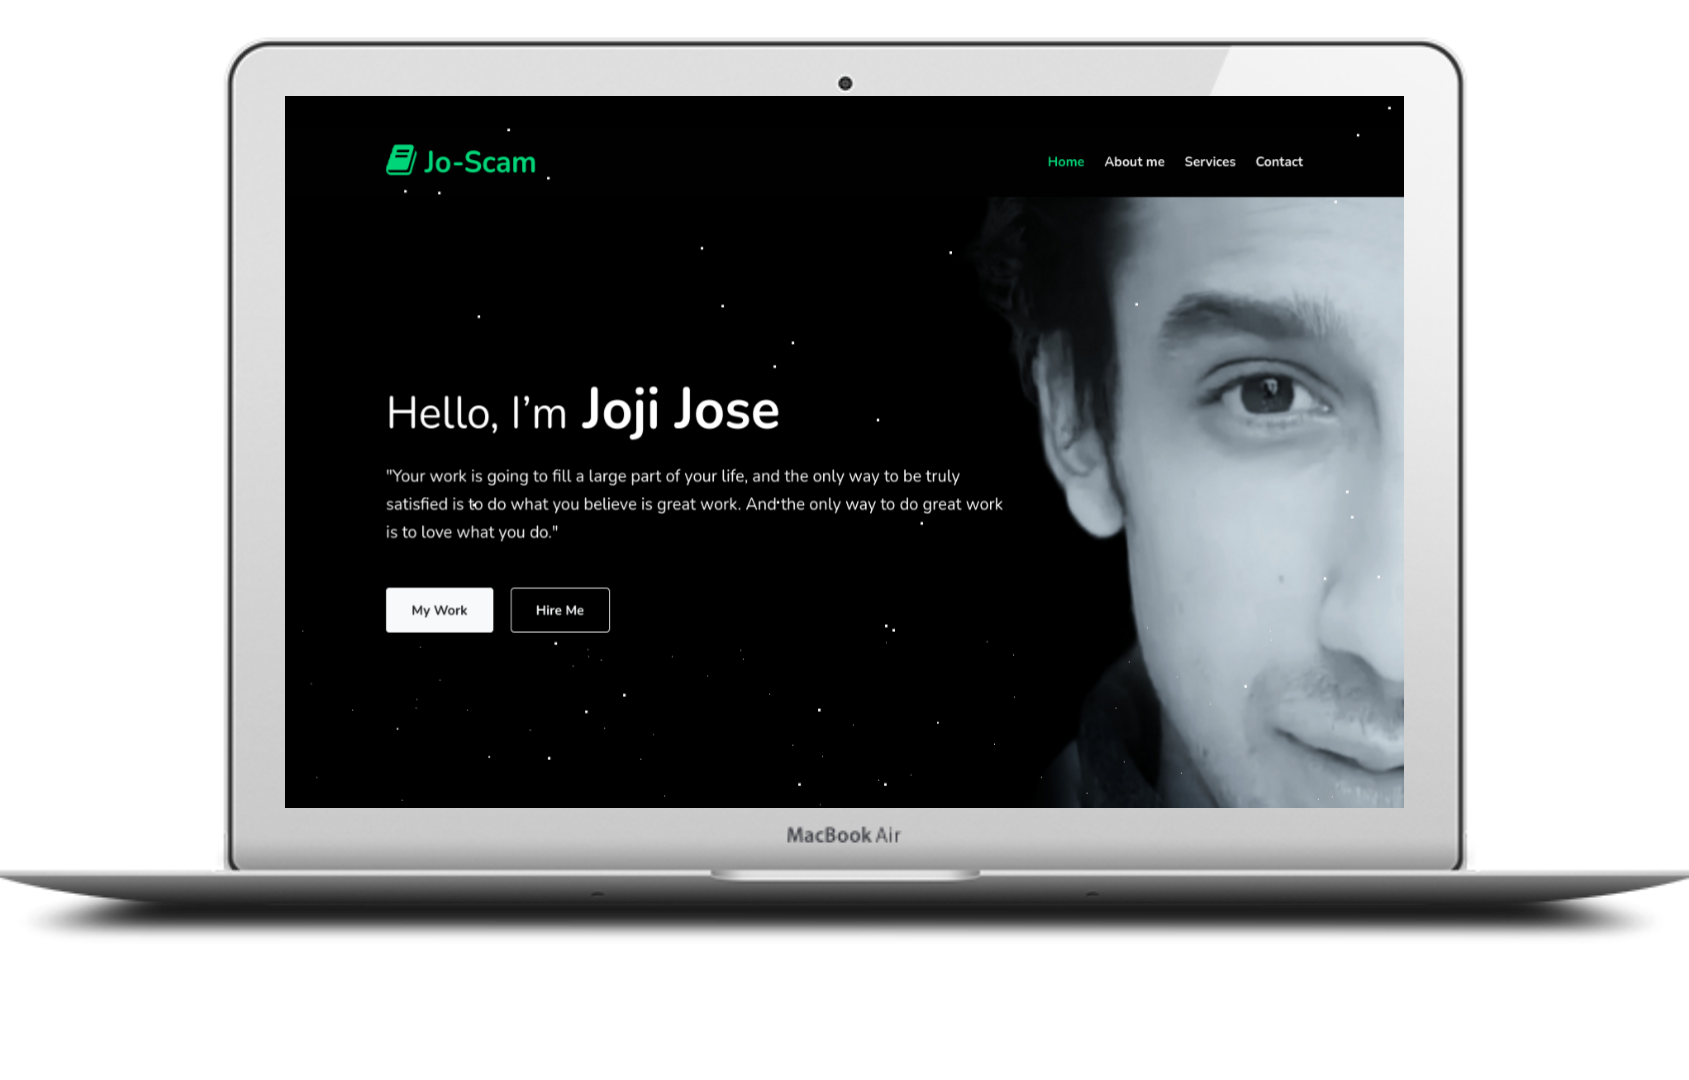 Jo-Scam
Home About me Services Contact
Hello, I’m Joji Jose
"Your work is going to fill a large part of your life, and the only way to be truly
satisfied is to do what you believe is great work. And the only way to do great work
is to love what you do."
My Work Hire Me
MacBook Air